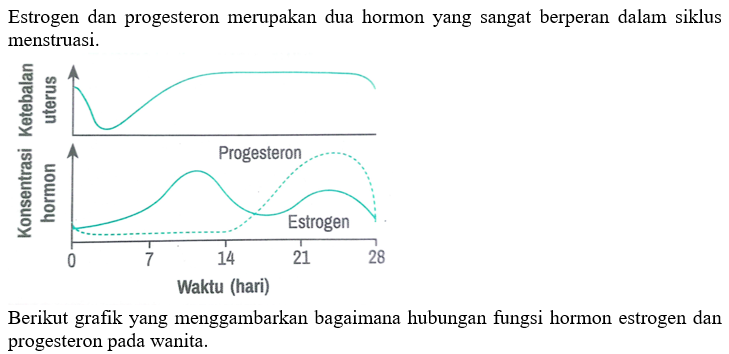 Estrogen dan progesteron merupakan dua hormon yang sangat berperan dalam siklus
menstruasi.
Ketebalan
uterus
Konsentrasi
hormon
Progesteron
Estrogen
0 7 14 21 28
Waktu (hari)
Berikut grafik yang menggambarkan bagaimana hubungan fungsi hormon estrogen dan
progesteron pada wanita.